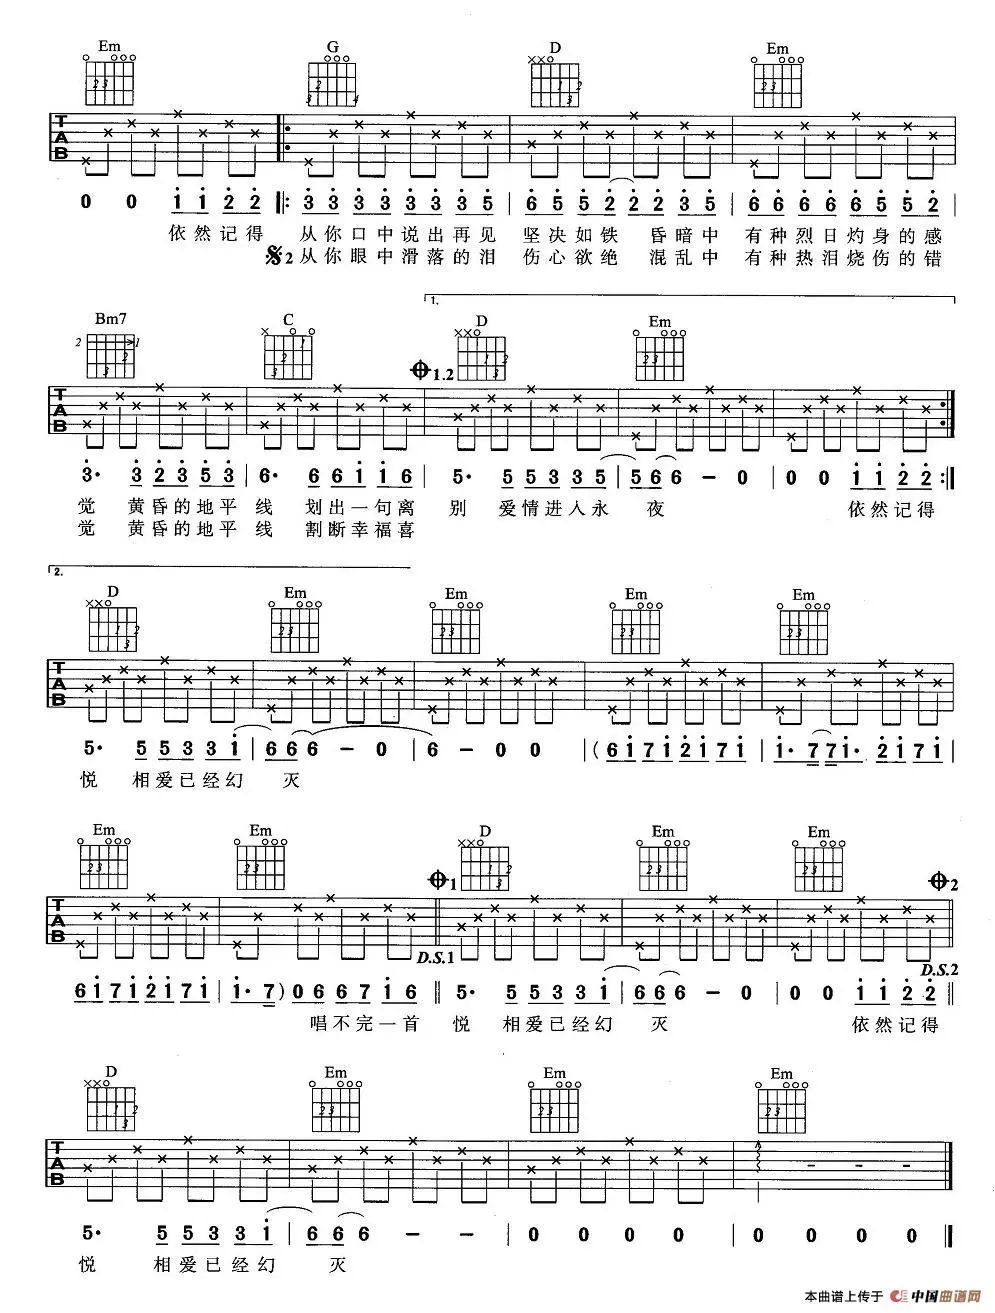 Em G D Em
TAB
0 0 1 1 2 2 3 3 3 3 3 3 3 5 6 5 5 2 2 2 3 5 6 6 6 6 6 5 5 2
依然记得 从你口中说出再见 坚决如铁 昏暗中 有种烈日灼身的感
2 从你眼中滑落的泪 伤心欲绝 混乱中 有种热泪烧伤的错
1.
Bm7 C D Em
1.2
TAB
3· 3 2 3 5 3 6· 6 6 1 1 6 5· 5 5 3 3 5 5 6 6 - 0 0 0 1 1 2 2
觉 黄昏的地平线 划出一句离 别 爱情进入永 夜 依然记得
觉 黄昏的地平线 割断幸福喜
2.
D Em Em Em Em
TAB
5· 5 5 3 3 1 6 6 6 - 0 6 - 0 0 (6 1 7 1 2 1 7 1 1· 7 7 1· 2 1 7 1
悦 相爱已经幻 灭
Em Em D Em Em
1 2
TAB
D.S.1 D.S.2
6 1 7 1 2 1 7 1 1· 7) 0 6 6 7 1 6 5· 5 5 3 3 1 6 6 6 - 0 0 0 1 1 2 2
唱不完一首 悦 相爱已经幻 灭 依然记得
D Em Em Em
TAB
5· 5 5 3 3 1 6 6 6 - - 0 0 0 0 0 0 0 0
悦 相爱已经幻 灭
本曲谱上传于 中国曲谱网